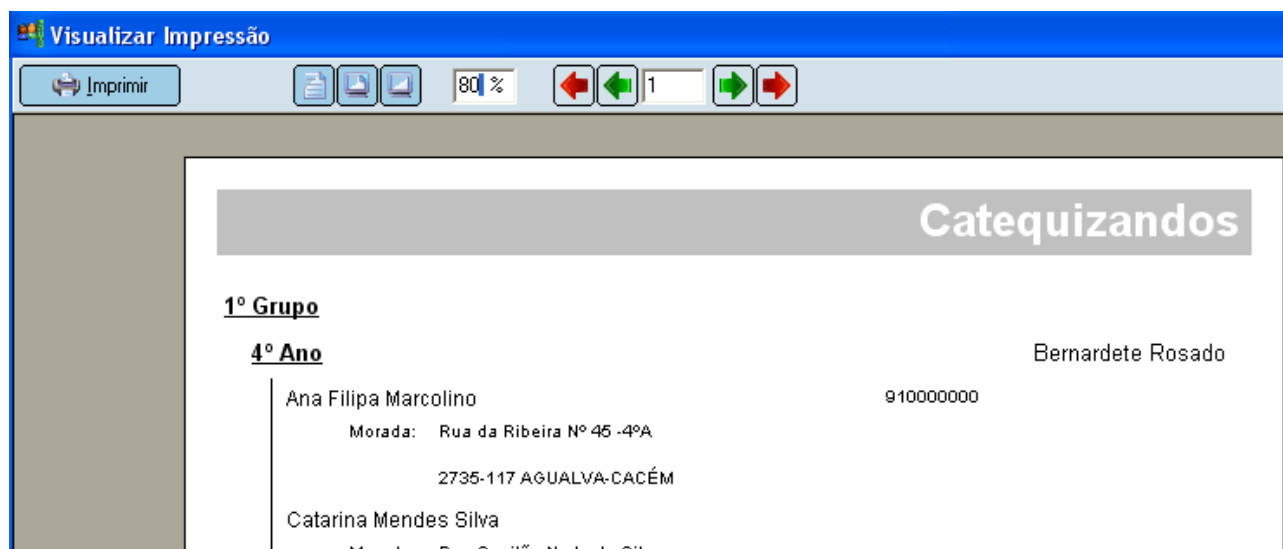 Visualizar Impressão
Imprimir 80 % 1
Catequizandos
1º Grupo
4º Ano Bernardete Rosado
Ana Filipa Marcolino 910000000
Morada: Rua da Ribeira Nº 45 -4ºA
2735-117 AGUALVA-CACÉM
Catarina Mendes Silva